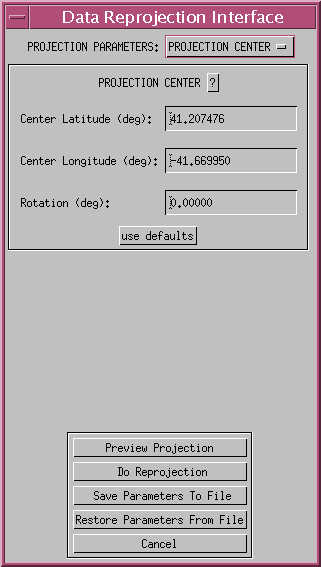 Data Reprojection Interface
PROJECTION PARAMETERS: PROJECTION CENTER
PROJECTION CENTER ?
Center Latitude (deg): 41.207476
Center Longitude (deg): -41.669950
Rotation (deg): 0.00000
use defaults
Preview Projection
Do Reprojection
Save Parameters To File
Restore Parameters From File
Cancel